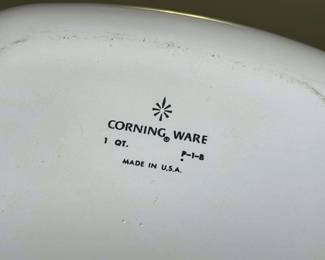 CORNING® WARE
1 QT. P-1-B
MADE IN U.S.A.